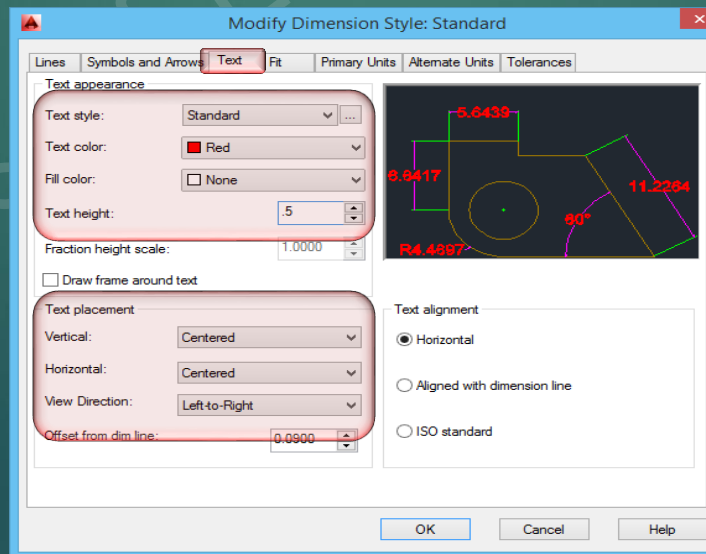 Modify Dimension Style: Standard
Lines Symbols and Arrows Text Fit Primary Units Alternate Units Tolerances
Text appearance
Text style: Standard ...
Text color: Red
Fill color: None
Text height: .5
Fraction height scale: 1.0000
Draw frame around text
5.6439
6.6417
11.2264
60°
R4.4697
Text placement
Vertical: Centered
Horizontal: Centered
View Direction: Left-to-Right
Offset from dim line: 0.0900
Text alignment
Horizontal
Aligned with dimension line
ISO standard
OK Cancel Help